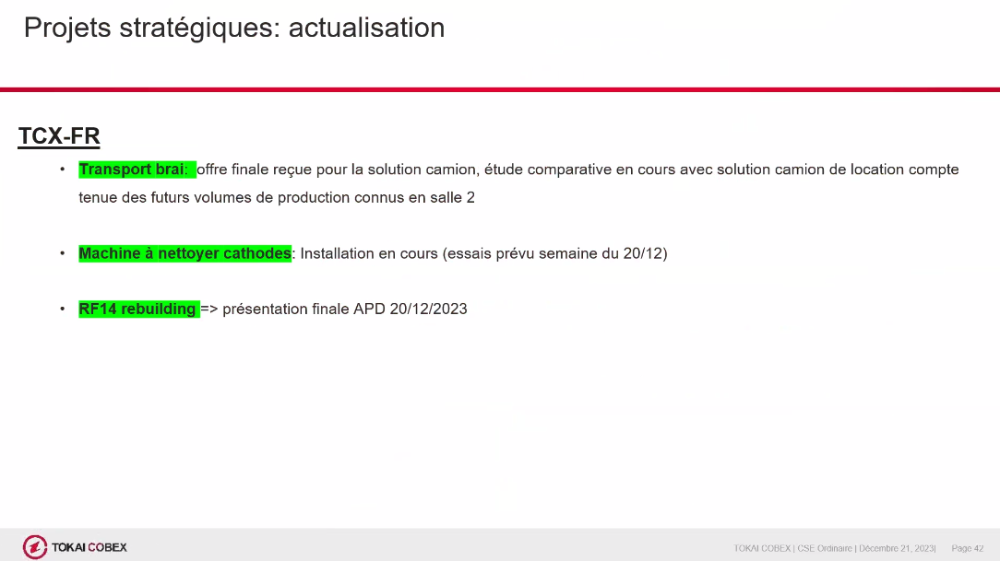 Projets stratégiques: actualisation
TCX-FR
• Transport brai: offre finale reçue pour la solution camion, étude comparative en cours avec solution camion de location compte
tenue des futurs volumes de production connus en salle 2
• Machine à nettoyer cathodes: Installation en cours (essais prévu semaine du 20/12)
• RF14 rebuilding => présentation finale APD 20/12/2023
TOKAI COBEX
TOKAI COBEX | CSE Ordinaire | Décembre 21, 2023| Page 42